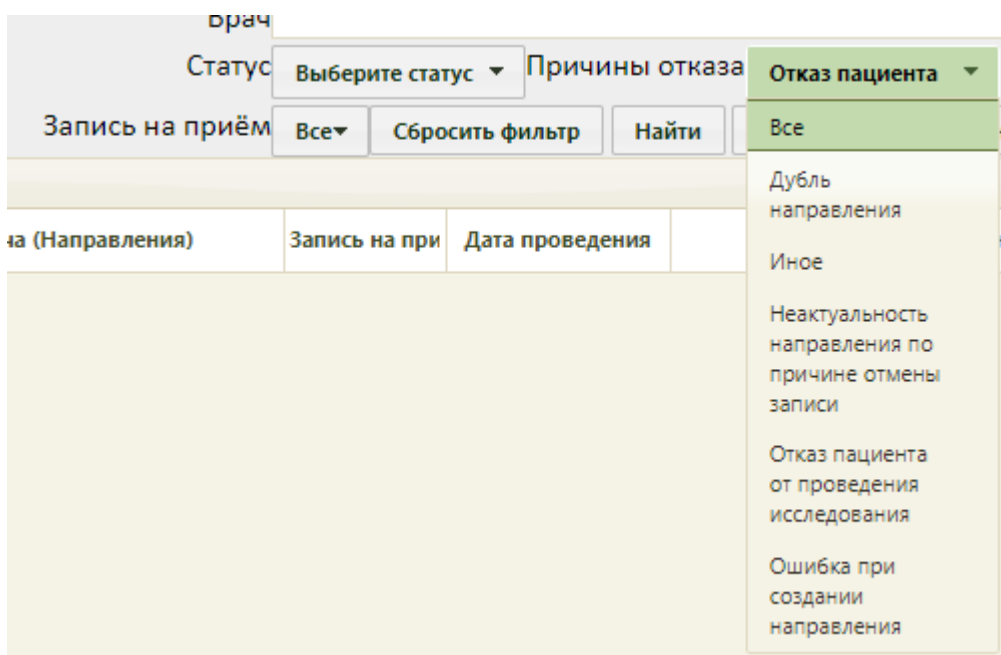 Врач
Статус Выберите статус Причины отказа Отказ пациента
Запись на приём Все Сбросить фильтр Найти
Все
Дубль
направления
Иное
Неактуальность
направления по
причине отмены
записи
Отказ пациента
от проведения
исследования
Ошибка при
создании
направления
(Направления) Запись на при Дата проведения